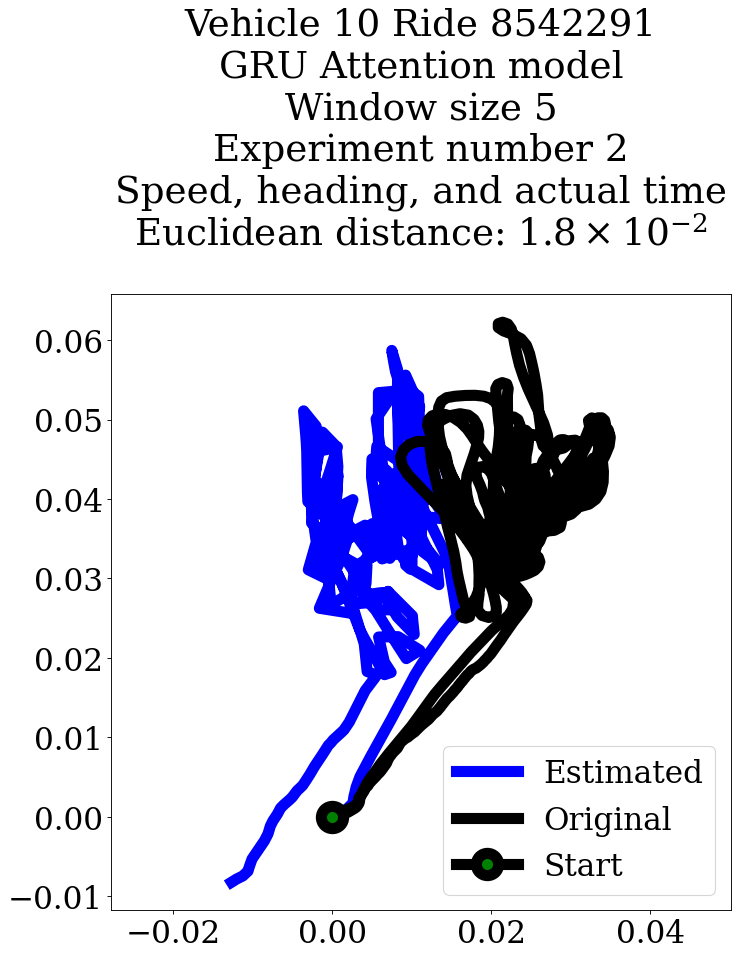 Vehicle 10 Ride 8542291
GRU Attention model
Window size 5
Experiment number 2
Speed, heading, and actual time
Euclidean distance: 1.8 × 10⁻²
0.06
0.05
0.04
0.03
0.02
0.01
0.00
−0.01
−0.02 0.00 0.02 0.04
Estimated
Original
Start